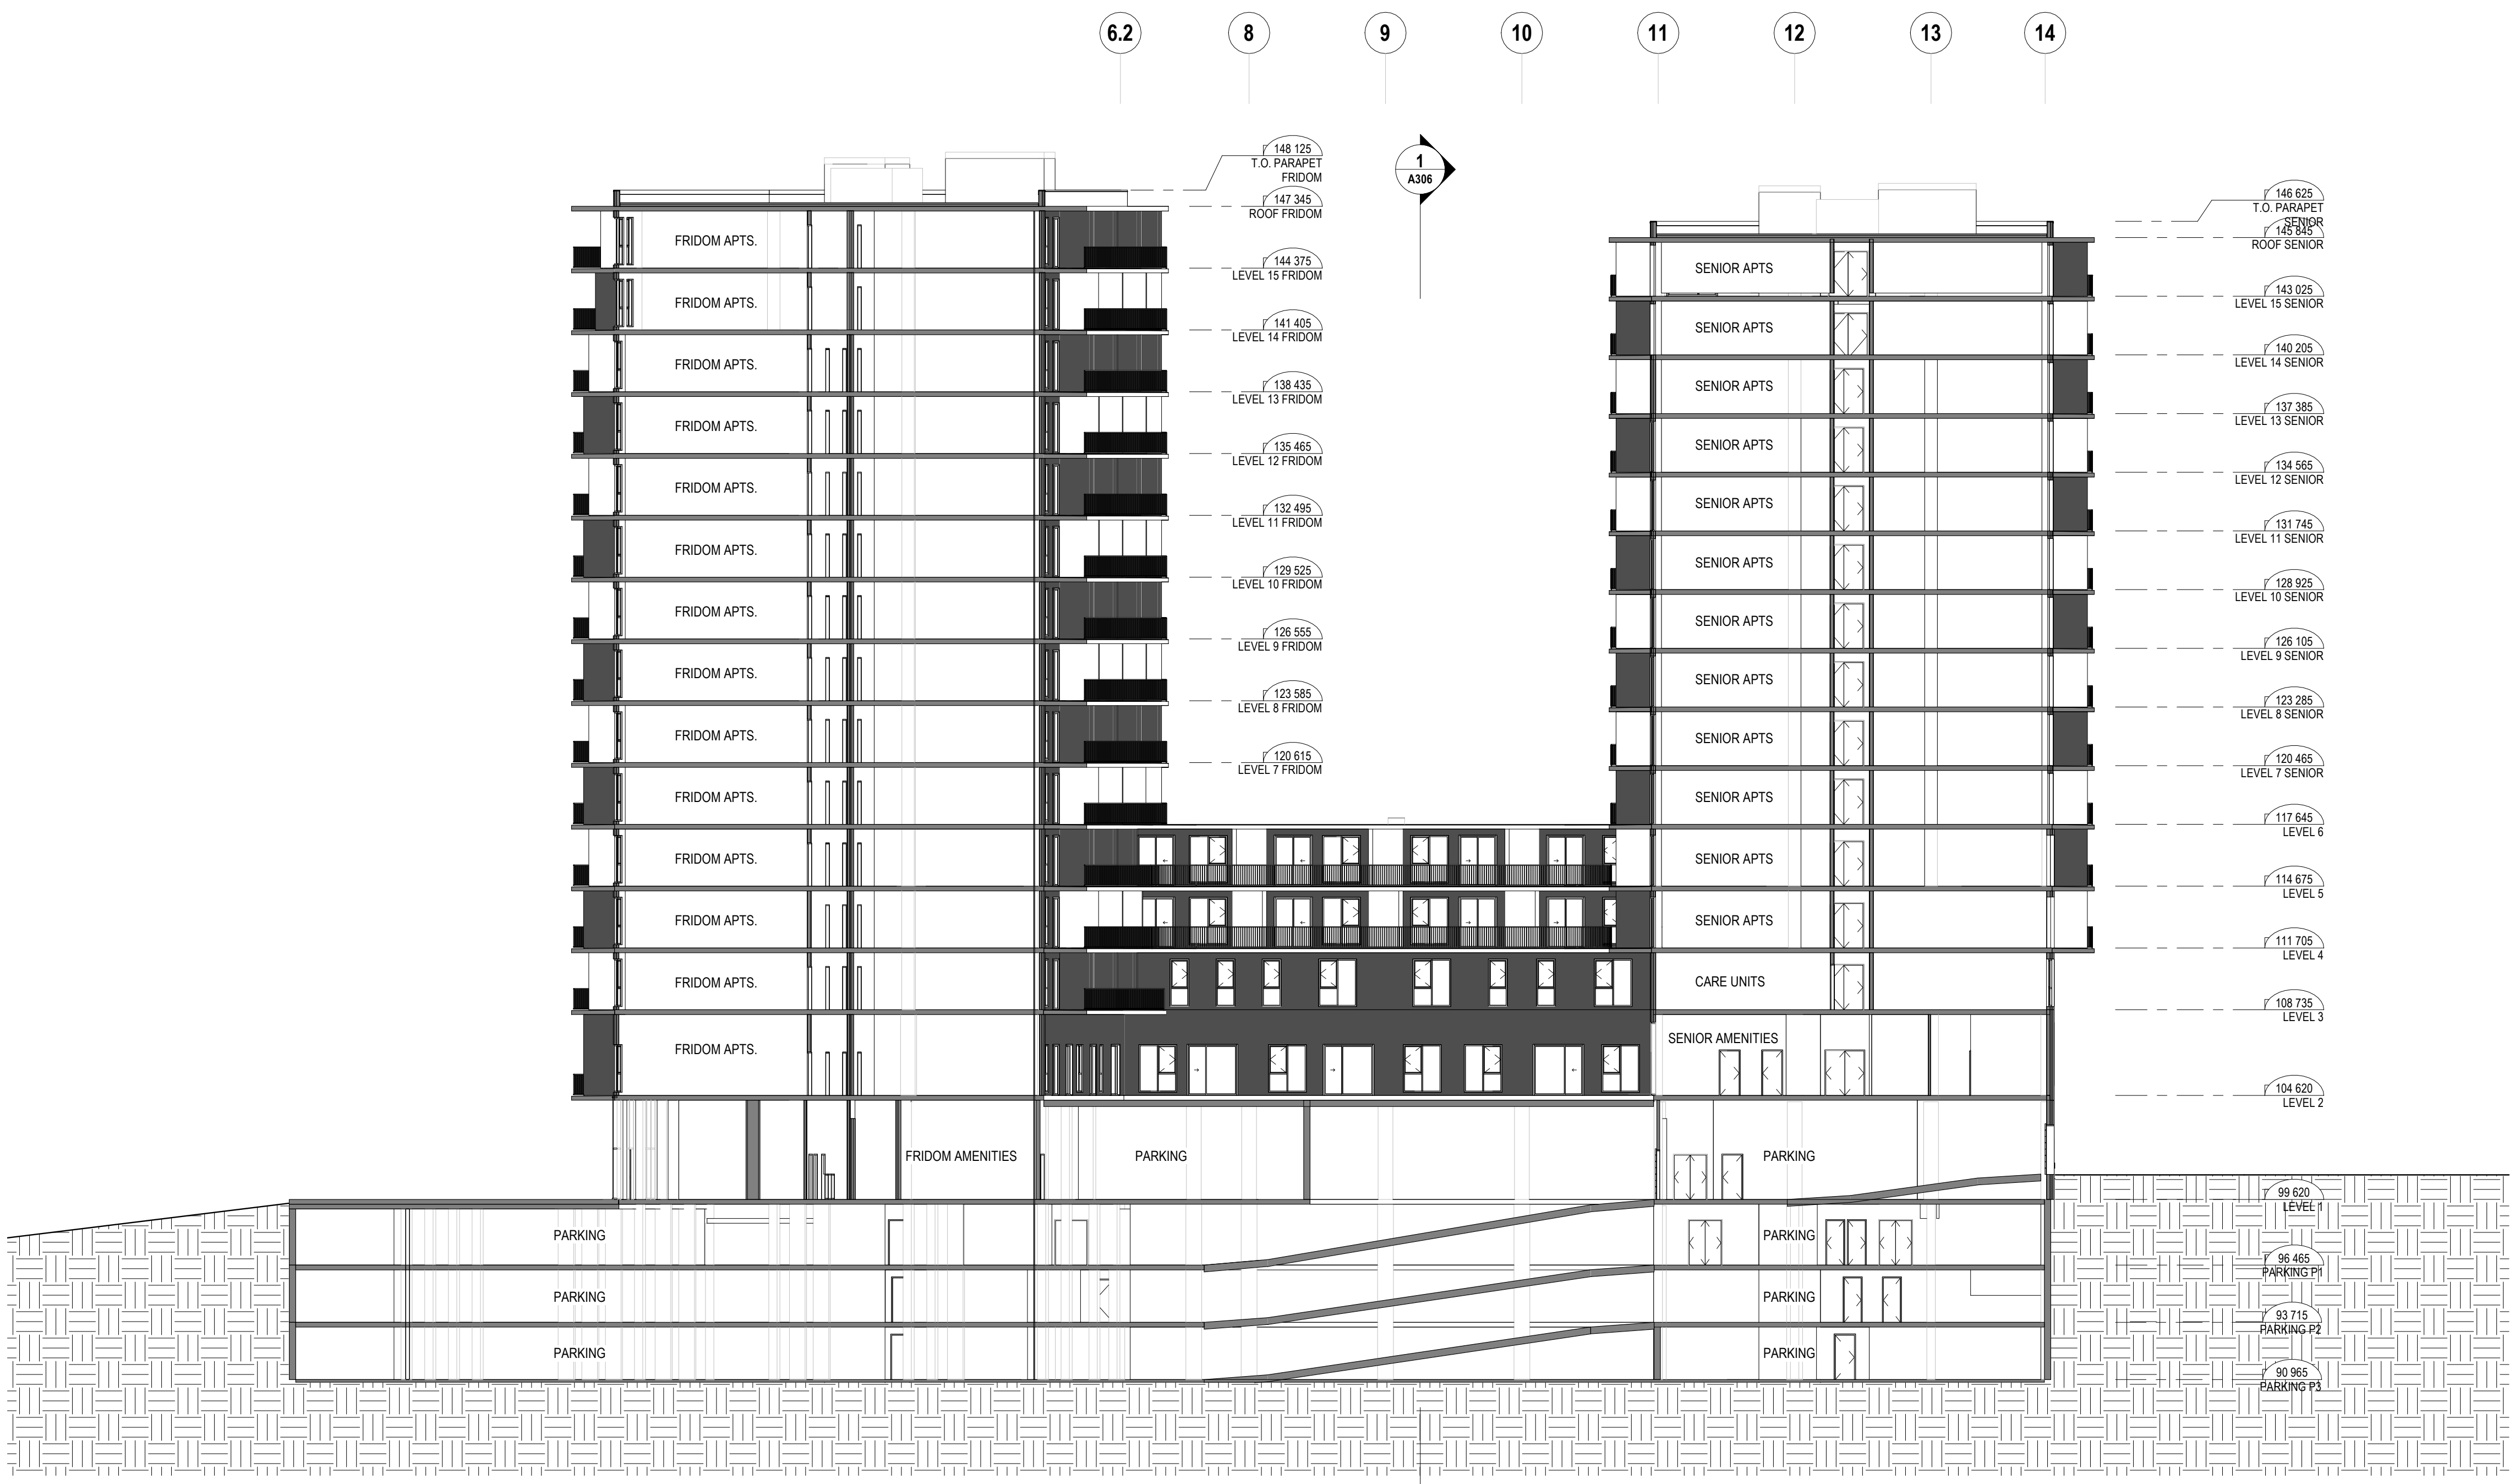 6.2 8 9 10 11 12 13 14
148 125
T.O. PARAPET
FRIDOM
147 345
ROOF FRIDOM
144 375
LEVEL 15 FRIDOM
141 405
LEVEL 14 FRIDOM
138 435
LEVEL 13 FRIDOM
135 465
LEVEL 12 FRIDOM
132 495
LEVEL 11 FRIDOM
129 525
LEVEL 10 FRIDOM
126 555
LEVEL 9 FRIDOM
123 585
LEVEL 8 FRIDOM
120 615
LEVEL 7 FRIDOM
1
A306
146 625
T.O. PARAPET
SENIOR
145 845
ROOF SENIOR
143 025
LEVEL 15 SENIOR
140 205
LEVEL 14 SENIOR
137 385
LEVEL 13 SENIOR
134 565
LEVEL 12 SENIOR
131 745
LEVEL 11 SENIOR
128 925
LEVEL 10 SENIOR
126 105
LEVEL 9 SENIOR
123 285
LEVEL 8 SENIOR
120 465
LEVEL 7 SENIOR
117 645
LEVEL 6
114 675
LEVEL 5
111 705
LEVEL 4
108 735
LEVEL 3
104 620
LEVEL 2
99 620
LEVEL 1
96 465
PARKING P1
93 715
PARKING P2
90 965
PARKING P3
FRIDOM APTS.
FRIDOM APTS.
FRIDOM APTS.
FRIDOM APTS.
FRIDOM APTS.
FRIDOM APTS.
FRIDOM APTS.
FRIDOM APTS.
FRIDOM APTS.
FRIDOM APTS.
FRIDOM APTS.
FRIDOM APTS.
FRIDOM APTS.
FRIDOM APTS.
SENIOR APTS
SENIOR APTS
SENIOR APTS
SENIOR APTS
SENIOR APTS
SENIOR APTS
SENIOR APTS
SENIOR APTS
SENIOR APTS
SENIOR APTS
SENIOR APTS
SENIOR APTS
CARE UNITS
SENIOR AMENITIES
FRIDOM AMENITIES
PARKING
PARKING
PARKING
PARKING
PARKING
PARKING
PARKING
PARKING